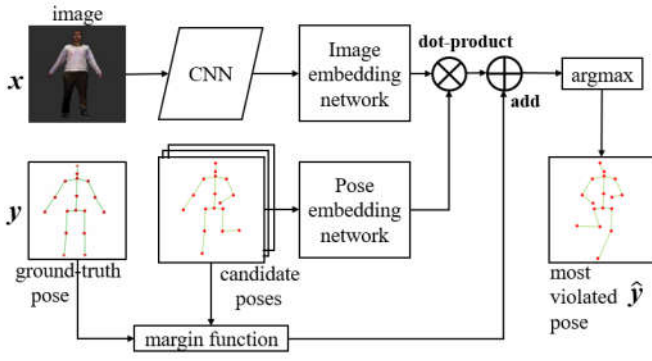 image
x
CNN
Image
embedding
network
dot-product
add
argmax
y
ground-truth
pose
candidate
poses
Pose
embedding
network
margin function
most
violated ŷ
pose